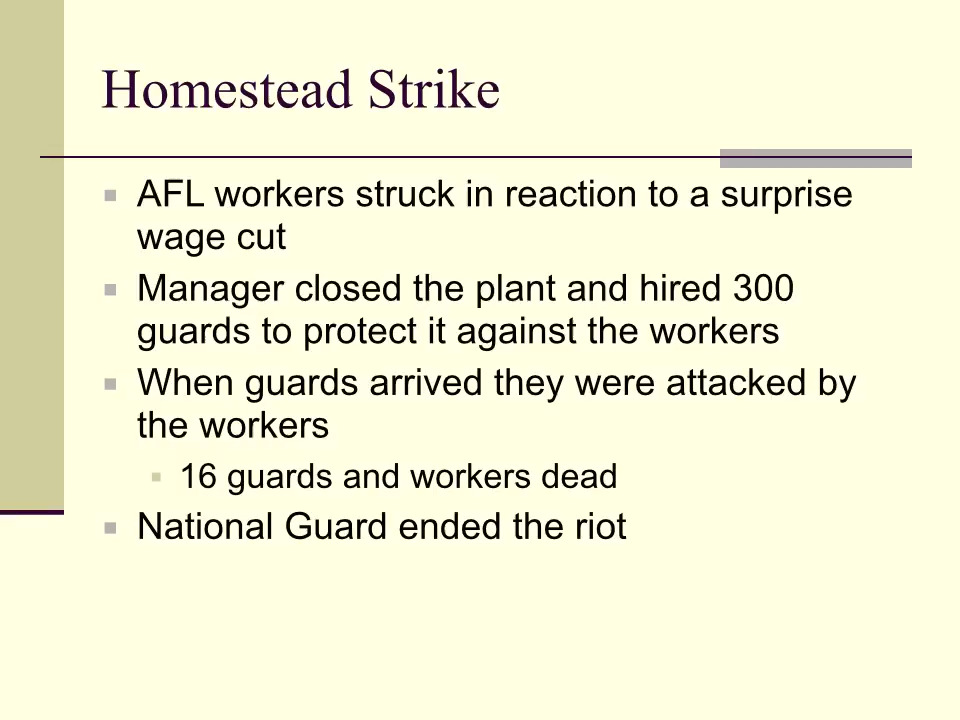 Homestead Strike
AFL workers struck in reaction to a surprise
wage cut
Manager closed the plant and hired 300
guards to protect it against the workers
When guards arrived they were attacked by
the workers
16 guards and workers dead
National Guard ended the riot